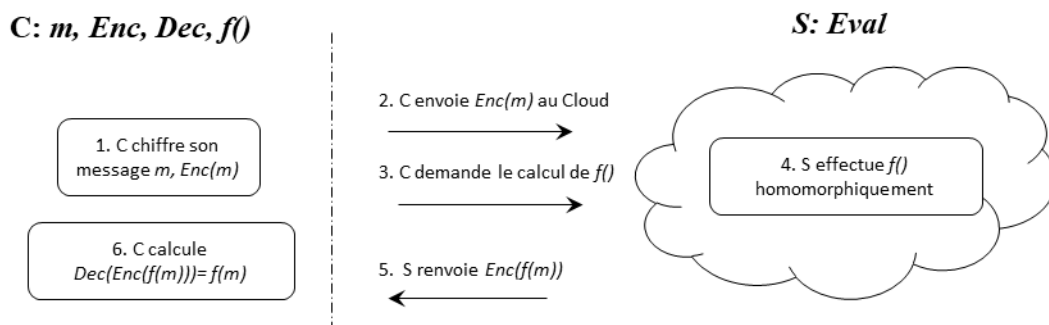 C: m, Enc, Dec, f()
S: Eval
1. C chiffre son
message m, Enc(m)
2. C envoie Enc(m) au Cloud
3. C demande le calcul de f()
4. S effectue f()
homomorphiquement
5. S renvoie Enc(f(m))
6. C calcule
Dec(Enc(f(m)))= f(m)